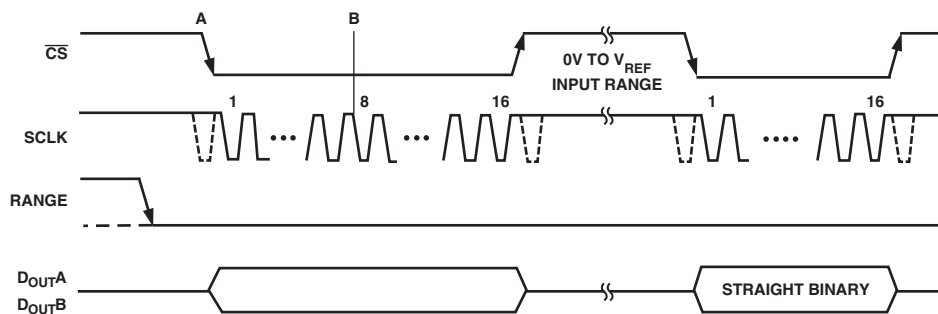 A B
CS
0V TO VREF
INPUT RANGE
1 8 16 1 16
SCLK
RANGE
DOUTA
DOUTB
STRAIGHT BINARY